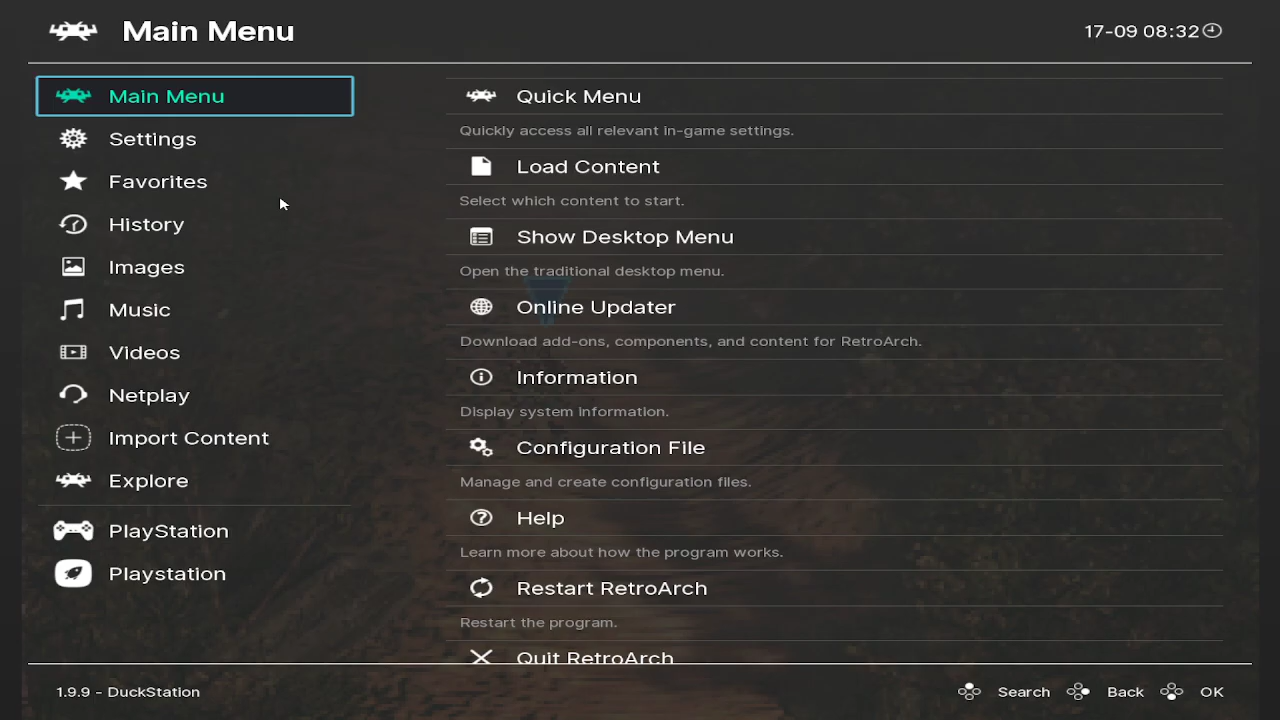 Main Menu
17-09 08:32
Main Menu
Settings
Favorites
History
Images
Music
Videos
Netplay
Import Content
Explore
PlayStation
Playstation
Quick Menu
Quickly access all relevant in-game settings.
Load Content
Select which content to start.
Show Desktop Menu
Open the traditional desktop menu.
Online Updater
Download add-ons, components, and content for RetroArch.
Information
Display system information.
Configuration File
Manage and create configuration files.
Help
Learn more about how the program works.
Restart RetroArch
Restart the program.
Quit RetroArch
1.9.9 - DuckStation
Search Back OK